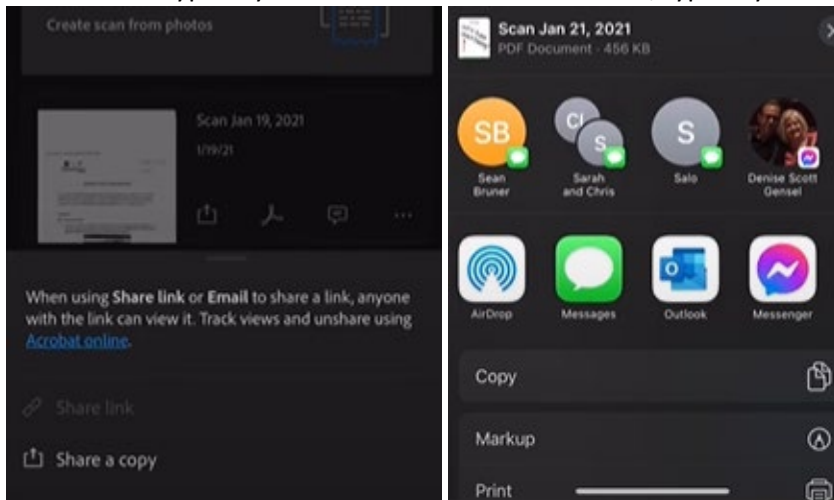 Create scan from photos
Scan Jan 19, 2021
1/19/21
When using Share link or Email to share a link, anyone
with the link can view it. Track views and unshare using
Acrobat online.
Share link
Share a copy
Scan Jan 21, 2021
PDF Document · 456 KB
SB
CI
S
S
Sean
Bruner
Sarah
and Chris
Salo
Denise Scott
Gensel
AirDrop
Messages
Outlook
Messenger
Copy
Markup
Print